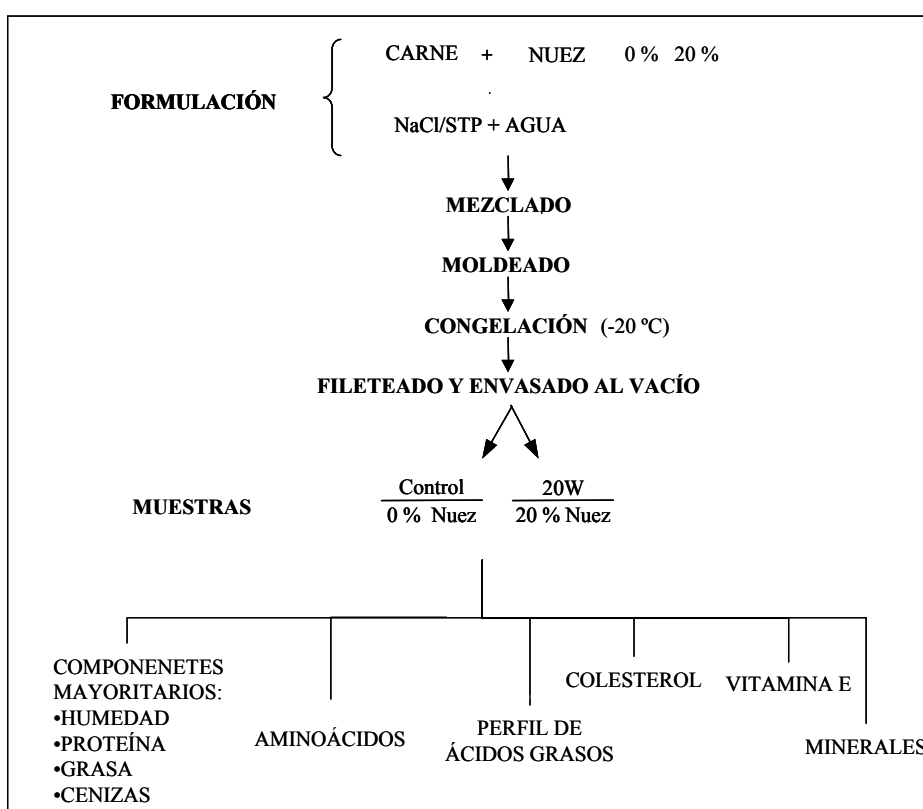 CARNE + NUEZ 0 % 20 %
FORMULACIÓN
NaCl/STP + AGUA
MEZCLADO
MOLDEADO
CONGELACIÓN (-20 ºC)
FILETEADO Y ENVASADO AL VACÍO
MUESTRAS
Control
0 % Nuez
20W
20 % Nuez
COMPONENETES
MAYORITARIOS:
•HUMEDAD
•PROTEÍNA
•GRASA
•CENIZAS
AMINOÁCIDOS
PERFIL DE
ÁCIDOS GRASOS
COLESTEROL
VITAMINA E
MINERALES